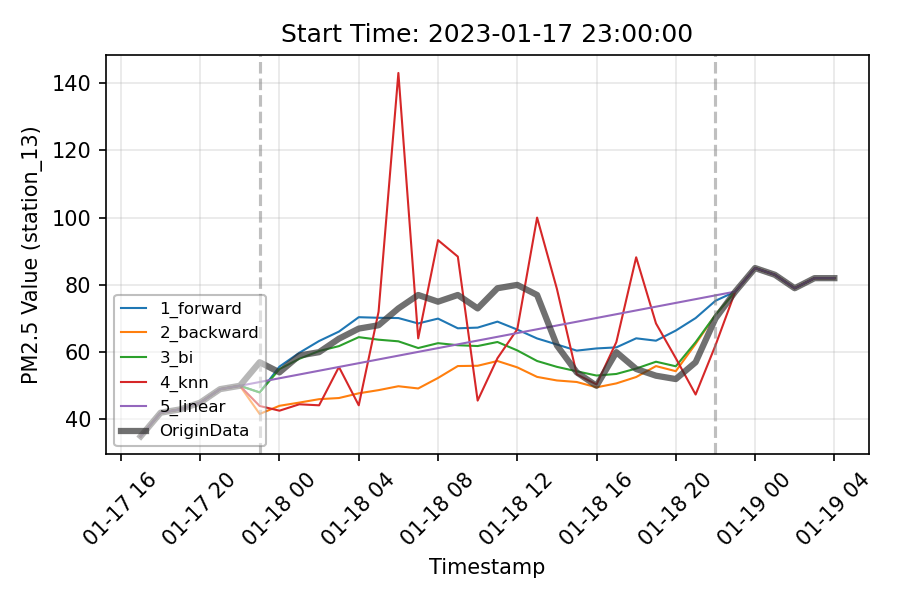 Start Time: 2023-01-17 23:00:00
PM2.5 Value (station_13)
140
120
100
80
60
40
1_forward
2_backward
3_bi
4_knn
5_linear
OriginData
01-17 16
01-17 20
01-18 00
01-18 04
01-18 08
01-18 12
01-18 16
01-18 20
01-19 00
01-19 04
Timestamp